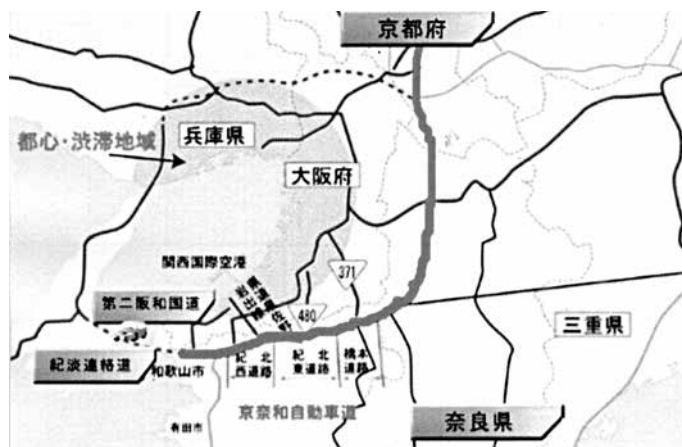 京都府
兵庫県
都心・渋滞地域
大阪府
関西国際空港
371
第二阪和国道
480
三重県
紀淡連絡道
和歌山市
紀北
西道路
紀北
東道路
橋本
道路
京奈和自動車道
有田市
奈良県